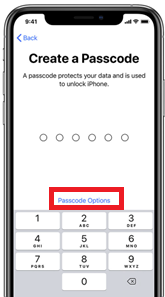 9:41
Back
Create a Passcode
A passcode protects your data and is used
to unlock iPhone.
Passcode Options
1 2 3
ABC DEF
4 5 6
GHI JKL MNO
7 8 9
PQRS TUV WXYZ
0